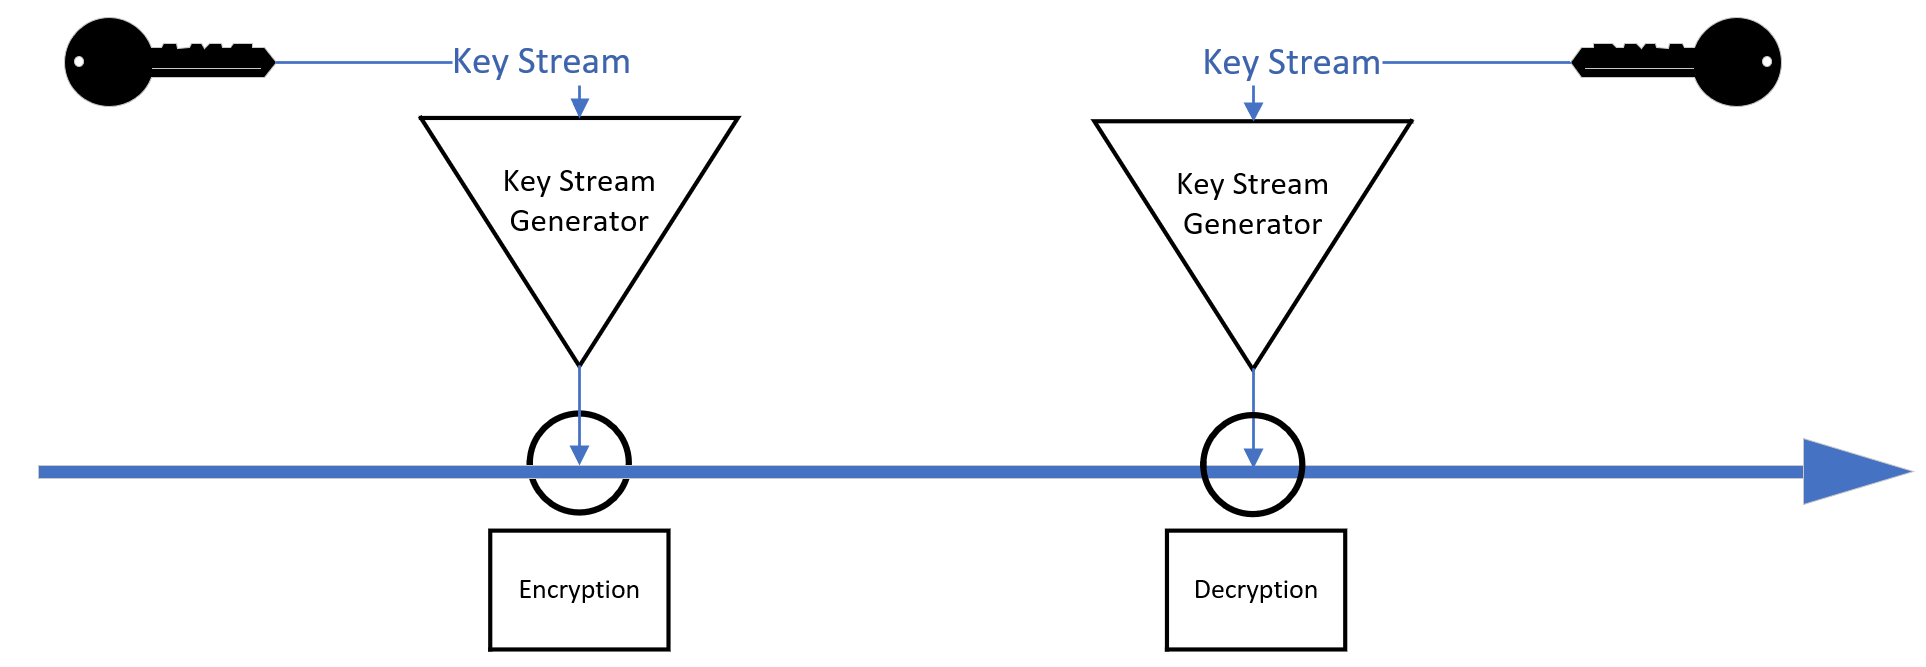 Key Stream
Key Stream
Key Stream
Generator
Key Stream
Generator
Encryption
Decryption